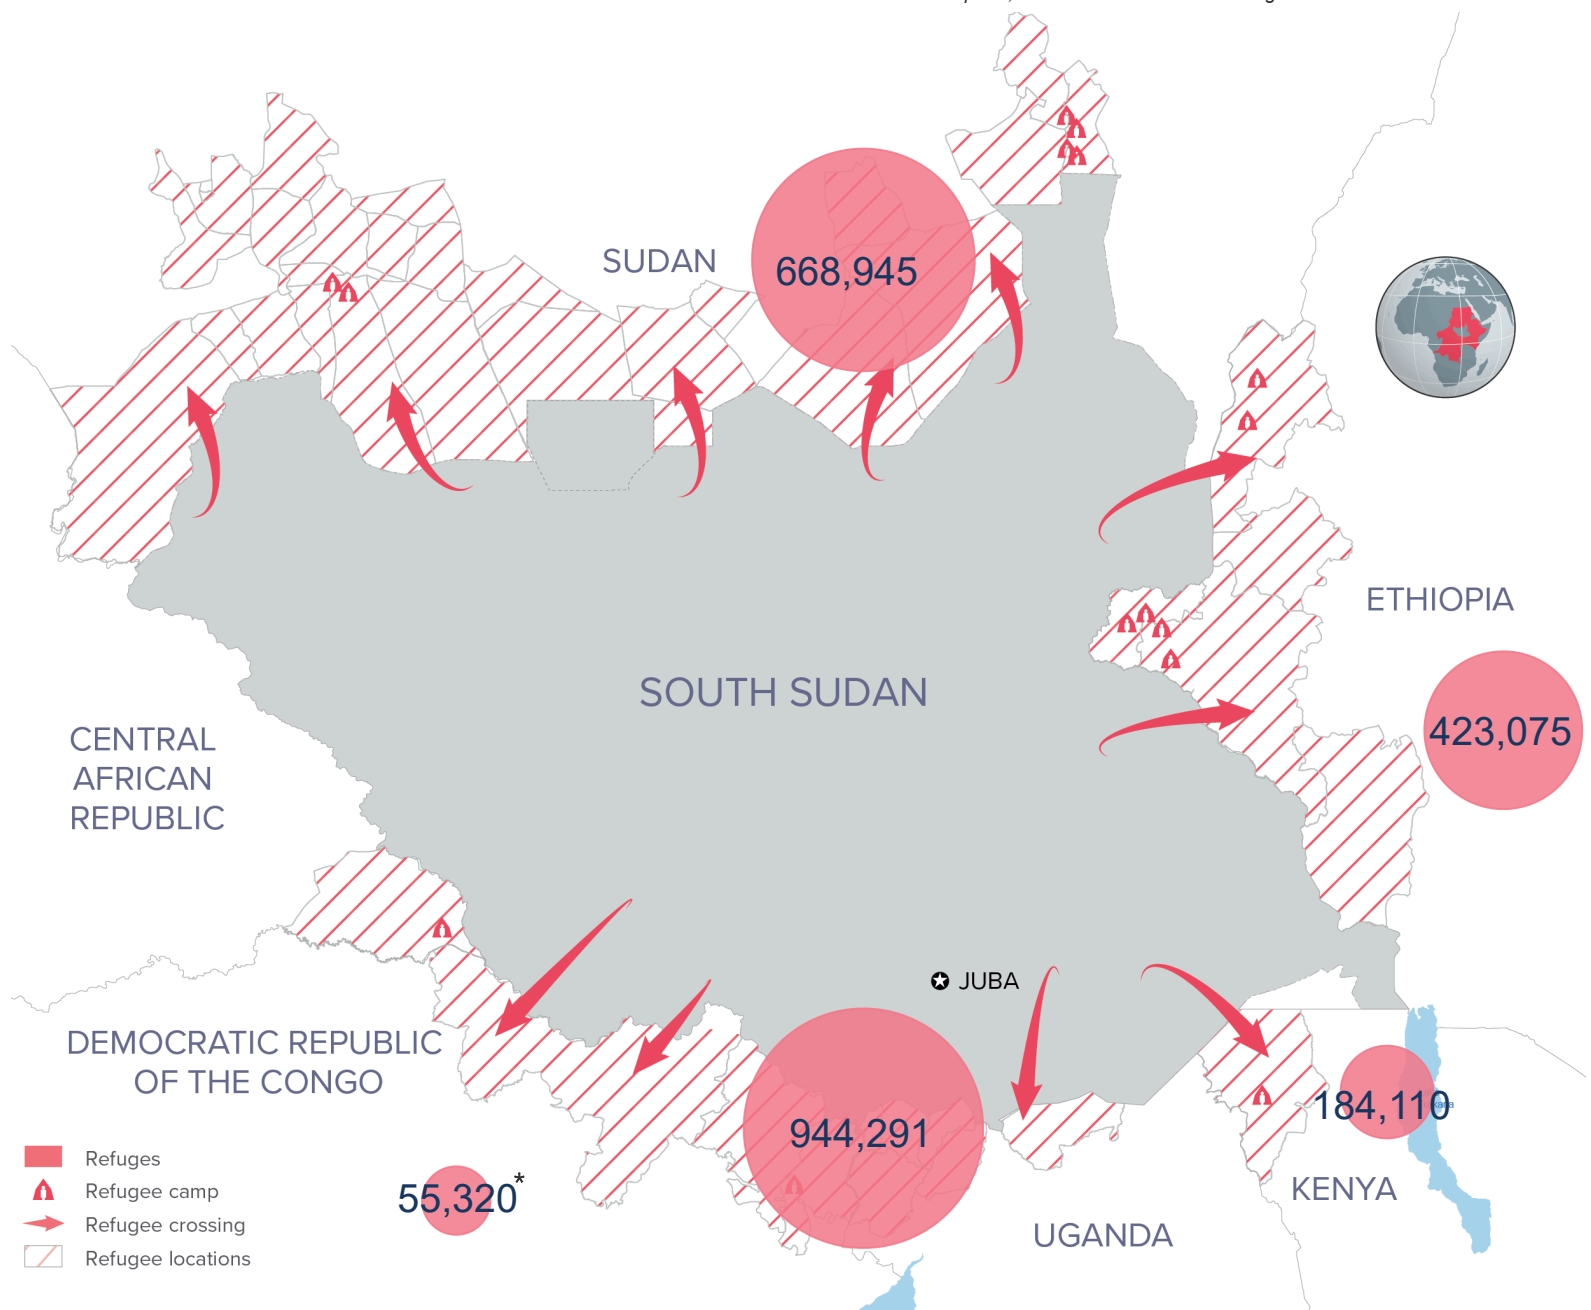 SUDAN
668,945
ETHIOPIA
SOUTH SUDAN
423,075
CENTRAL
AFRICAN
REPUBLIC
JUBA
DEMOCRATIC REPUBLIC
OF THE CONGO
184,110
944,291
55,320*
KENYA
UGANDA
Refuges
Refugee camp
Refugee crossing
Refugee locations